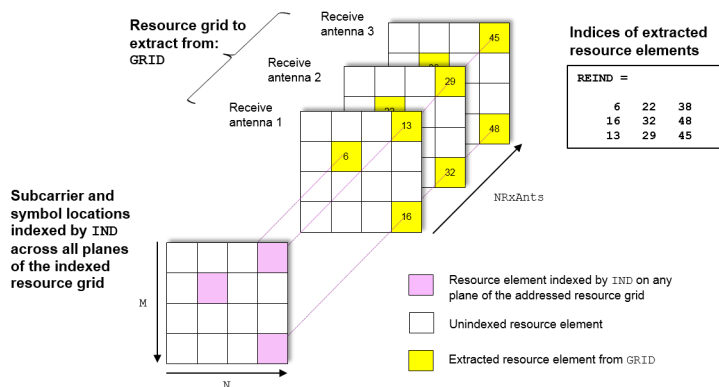 Resource grid to
extract from:
GRID
Receive
antenna 3
Receive
antenna 2
Receive
antenna 1
45
29
13
6
48
32
16
NRxAnts
Indices of extracted
resource elements
REIND =
6 22 38
16 32 48
13 29 45
Subcarrier and
symbol locations
indexed by IND
across all planes
of the indexed
resource grid
M
N
Resource element indexed by IND on any
plane of the addressed resource grid
Unindexed resource element
Extracted resource element from GRID